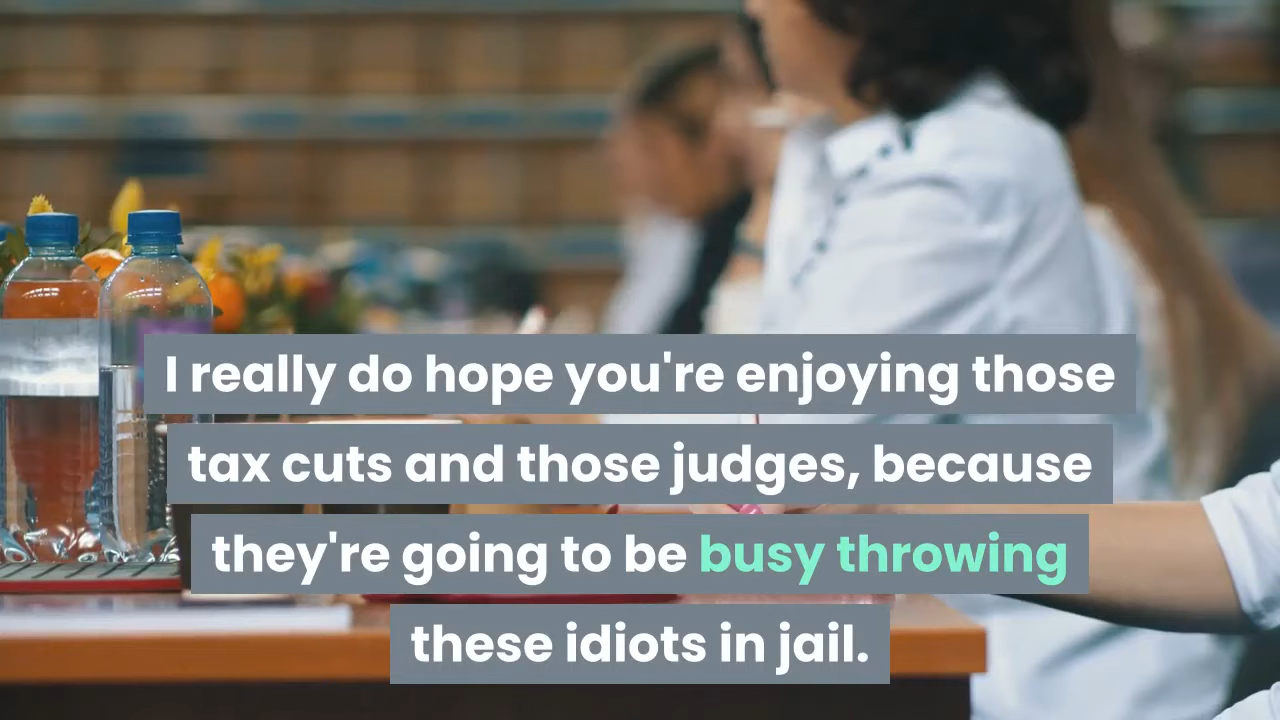 I really do hope you're enjoying those
tax cuts and those judges, because
they're going to be busy throwing
these idiots in jail.